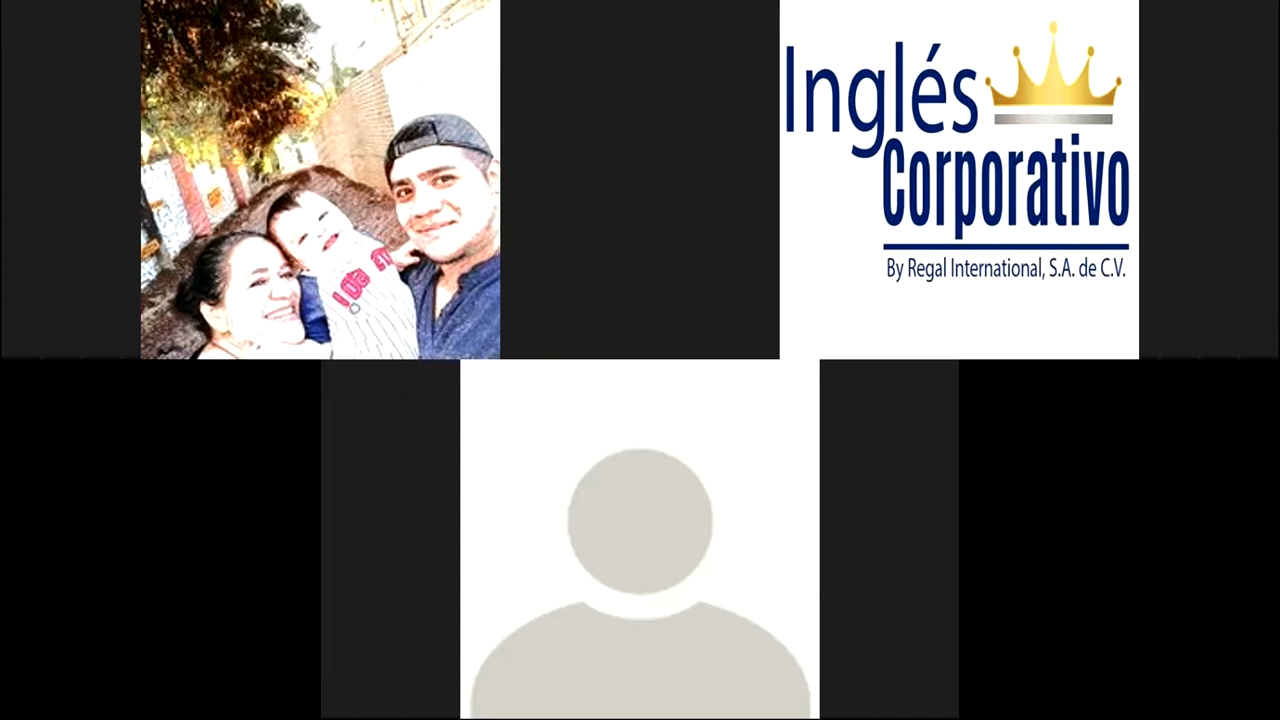 Inglés
Corporativo
By Regal International, S.A. de C.V.